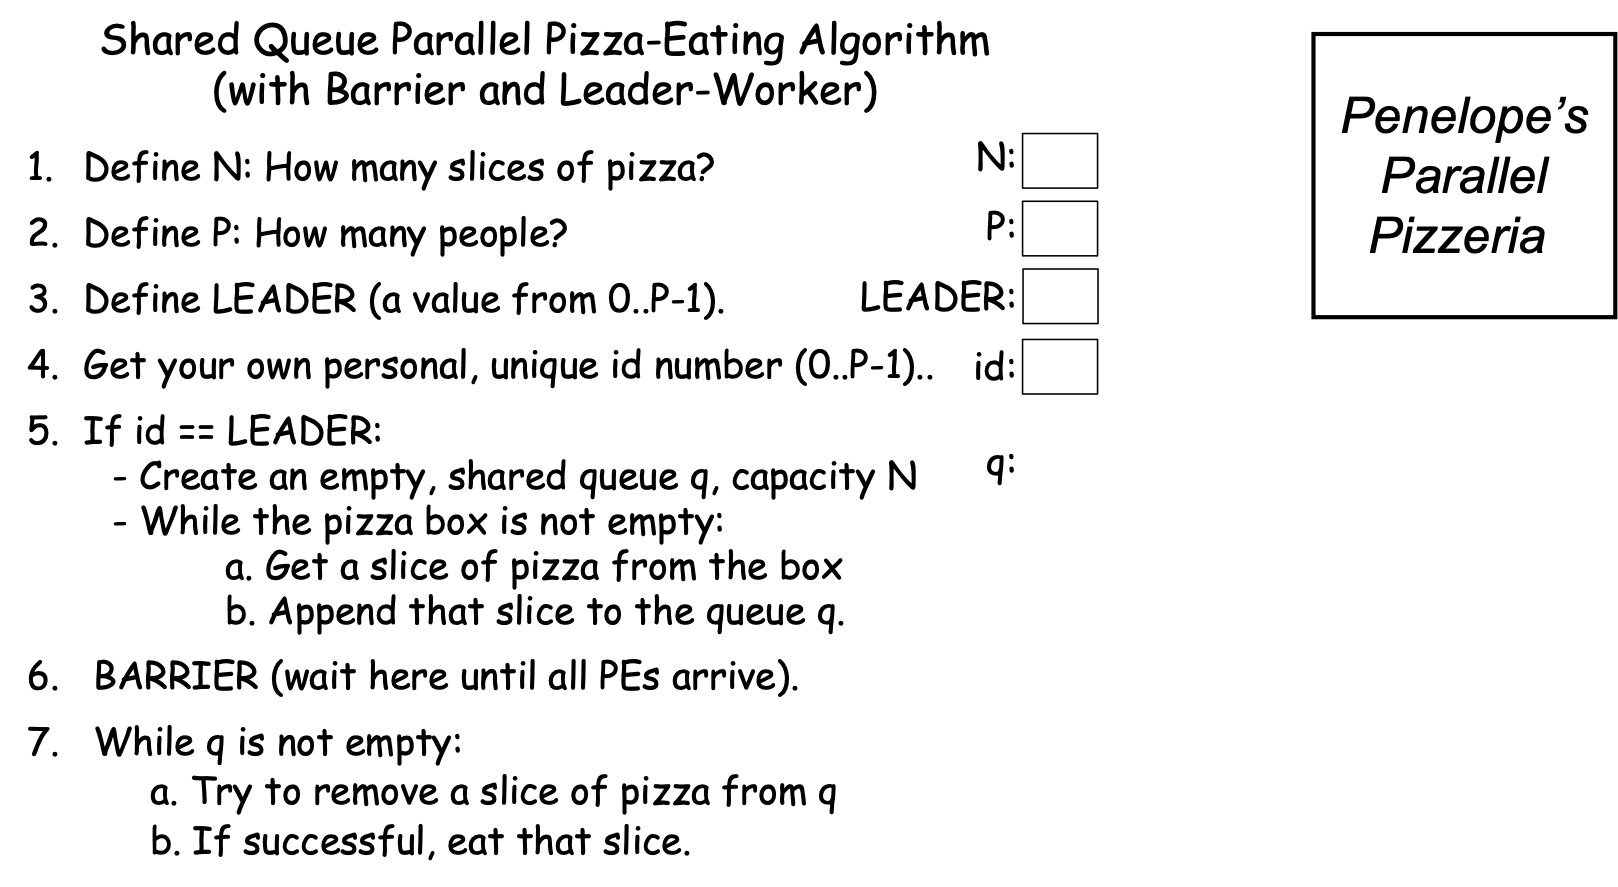 Shared Queue Parallel Pizza-Eating Algorithm
(with Barrier and Leader-Worker)
1. Define N: How many slices of pizza? N:
2. Define P: How many people? P:
3. Define LEADER (a value from 0..P-1). LEADER:
4. Get your own personal, unique id number (0..P-1).. id:
5. If id == LEADER:
- Create an empty, shared queue q, capacity N q:
- While the pizza box is not empty:
a. Get a slice of pizza from the box
b. Append that slice to the queue q.
6. BARRIER (wait here until all PEs arrive).
7. While q is not empty:
a. Try to remove a slice of pizza from q
b. If successful, eat that slice.
Penelope's
Parallel
Pizzeria